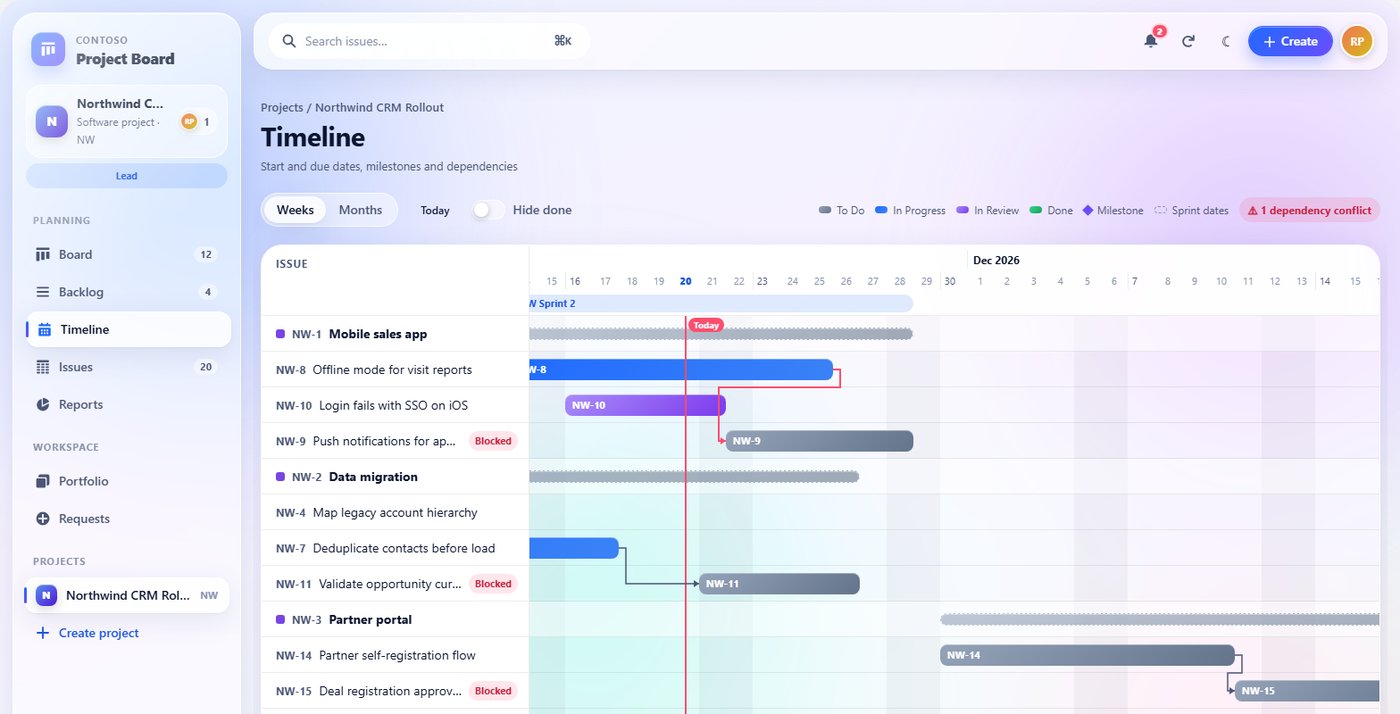 CONTOSO
Project Board
Northwind C...
Software project ·
NW
RP 1
Lead
PLANNING
Board 12
Backlog 4
Timeline
Issues 20
Reports
WORKSPACE
Portfolio
Requests
PROJECTS
N Northwind CRM Rol... NW
Create project
Search issues...
⌘K
2
Create
RP
Projects / Northwind CRM Rollout
Timeline
Start and due dates, milestones and dependencies
Weeks Months Today Hide done
To Do In Progress In Review Done Milestone Sprint dates ⚠ 1 dependency conflict
ISSUE
Dec 2026
15 16 17 18 19 20 21 22 23 24 25 26 27 28 29 30 1 2 3 4 5 6 7 8 9 10 11 12 13 14 15
Sprint 2
Today
NW-1 Mobile sales app
NW-8 Offline mode for visit reports
W-8
NW-10 Login fails with SSO on iOS
NW-10
NW-9 Push notifications for ap... Blocked
NW-9
NW-2 Data migration
NW-4 Map legacy account hierarchy
NW-7 Deduplicate contacts before load
NW-11 Validate opportunity cur... Blocked
NW-11
NW-3 Partner portal
NW-14 Partner self-registration flow
NW-14
NW-15 Deal registration approv... Blocked
NW-15